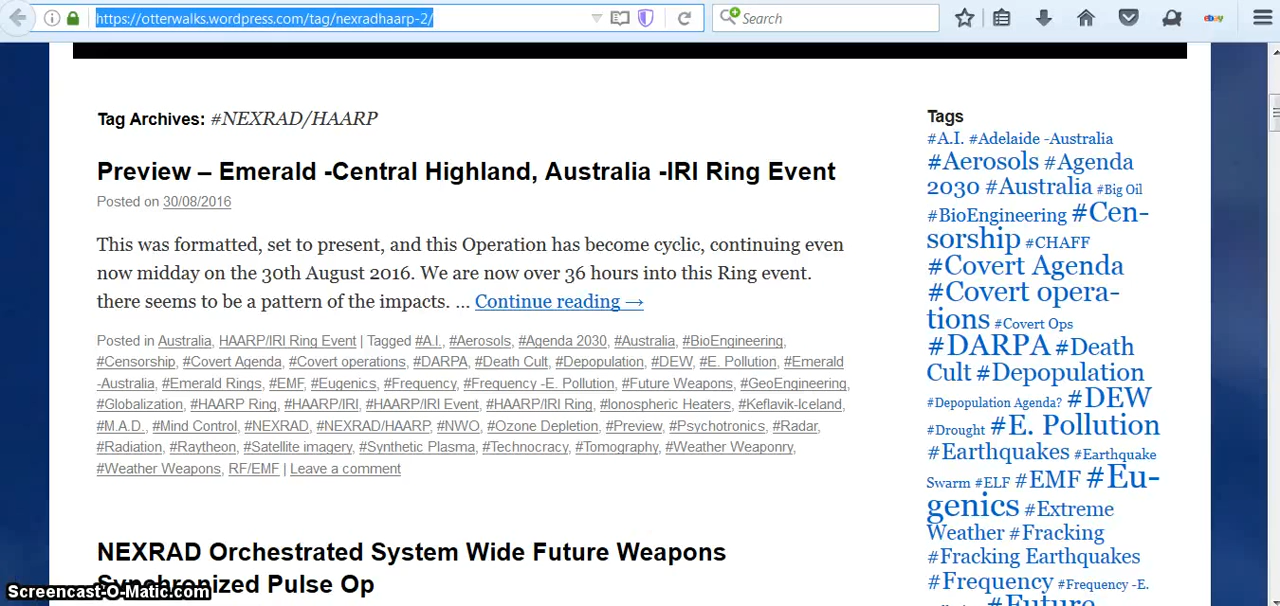 https://otterwalks.wordpress.com/tag/nexradhaarp-2/
Search
ebay
Tag Archives: #NEXRAD/HAARP
Preview – Emerald -Central Highland, Australia -IRI Ring Event
Posted on 30/08/2016
This was formatted, set to present, and this Operation has become cyclic, continuing even
now midday on the 30th August 2016. We are now over 36 hours into this Ring event.
there seems to be a pattern of the impacts. … Continue reading →
Posted in Australia, HAARP/IRI Ring Event | Tagged #A.I., #Aerosols, #Agenda 2030, #Australia, #BioEngineering,
#Censorship, #Covert Agenda, #Covert operations, #DARPA, #Death Cult, #Depopulation, #DEW, #E. Pollution, #Emerald
-Australia, #Emerald Rings, #EMF, #Eugenics, #Frequency, #Frequency -E. Pollution, #Future Weapons, #GeoEngineering,
#Globalization, #HAARP Ring, #HAARP/IRI, #HAARP/IRI Event, #HAARP/IRI Ring, #Ionospheric Heaters, #Keflavik-Iceland,
#M.A.D., #Mind Control, #NEXRAD, #NEXRAD/HAARP, #NWO, #Ozone Depletion, #Preview, #Psychotronics, #Radar,
#Radiation, #Raytheon, #Satellite imagery, #Synthetic Plasma, #Technocracy, #Tomography, #Weather Weaponry,
#Weather Weapons, RF/EMF | Leave a comment
NEXRAD Orchestrated System Wide Future Weapons
Synchronized Pulse Op
Screencast-O-Matic.com
Tags
#A.I. #Adelaide -Australia
#Aerosols #Agenda
2030 #Australia #Big Oil
#BioEngineering #Cen-
sorship #CHAFF
#Covert Agenda
#Covert opera-
tions #Covert Ops
#DARPA #Death
Cult #Depopulation
#Depopulation Agenda? #DEW
#Drought #E. Pollution
#Earthquakes #Earthquake
Swarm #ELF #EMF #Eu-
genics #Extreme
Weather #Fracking
#Fracking Earthquakes
#Frequency #Frequency -E.
#Future